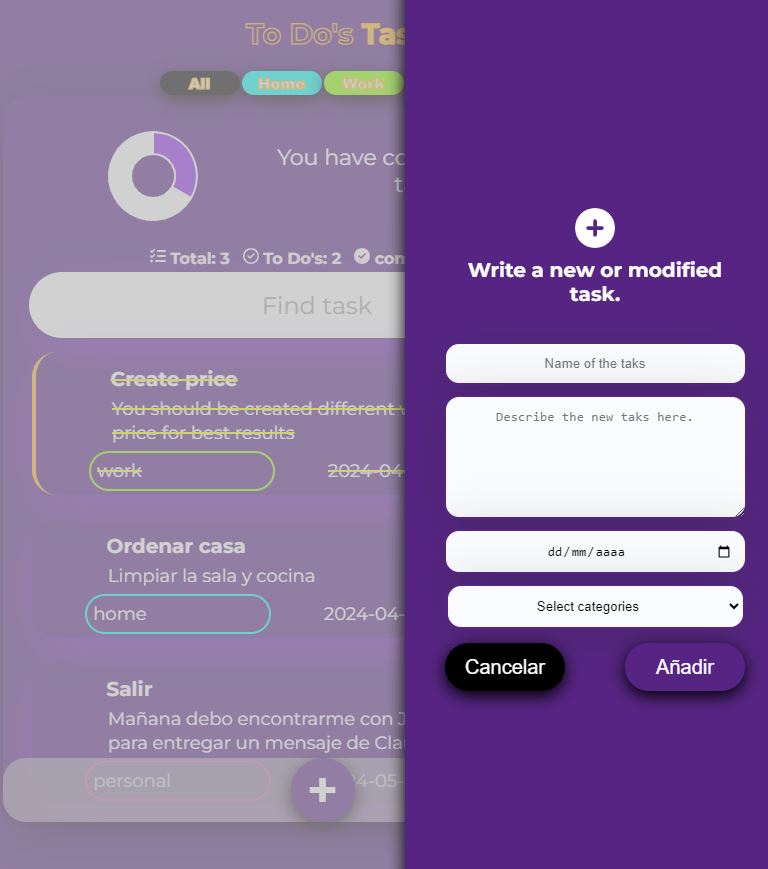 To Do's Tas
All Home Work
You have co
t
Total: 3 To Do's: 2 com
Find task
Create price
You should be created different v
price for best results
work 2024-04
Ordenar casa
Limpiar la sala y cocina
home 2024-04-
Salir
Mañana debo encontrarme con J
para entregar un mensaje de Cla
personal 4-05-
Write a new or modified
task.
Name of the taks
Describe the new taks here.
dd/mm/aaaa
Select categories
Cancelar Añadir